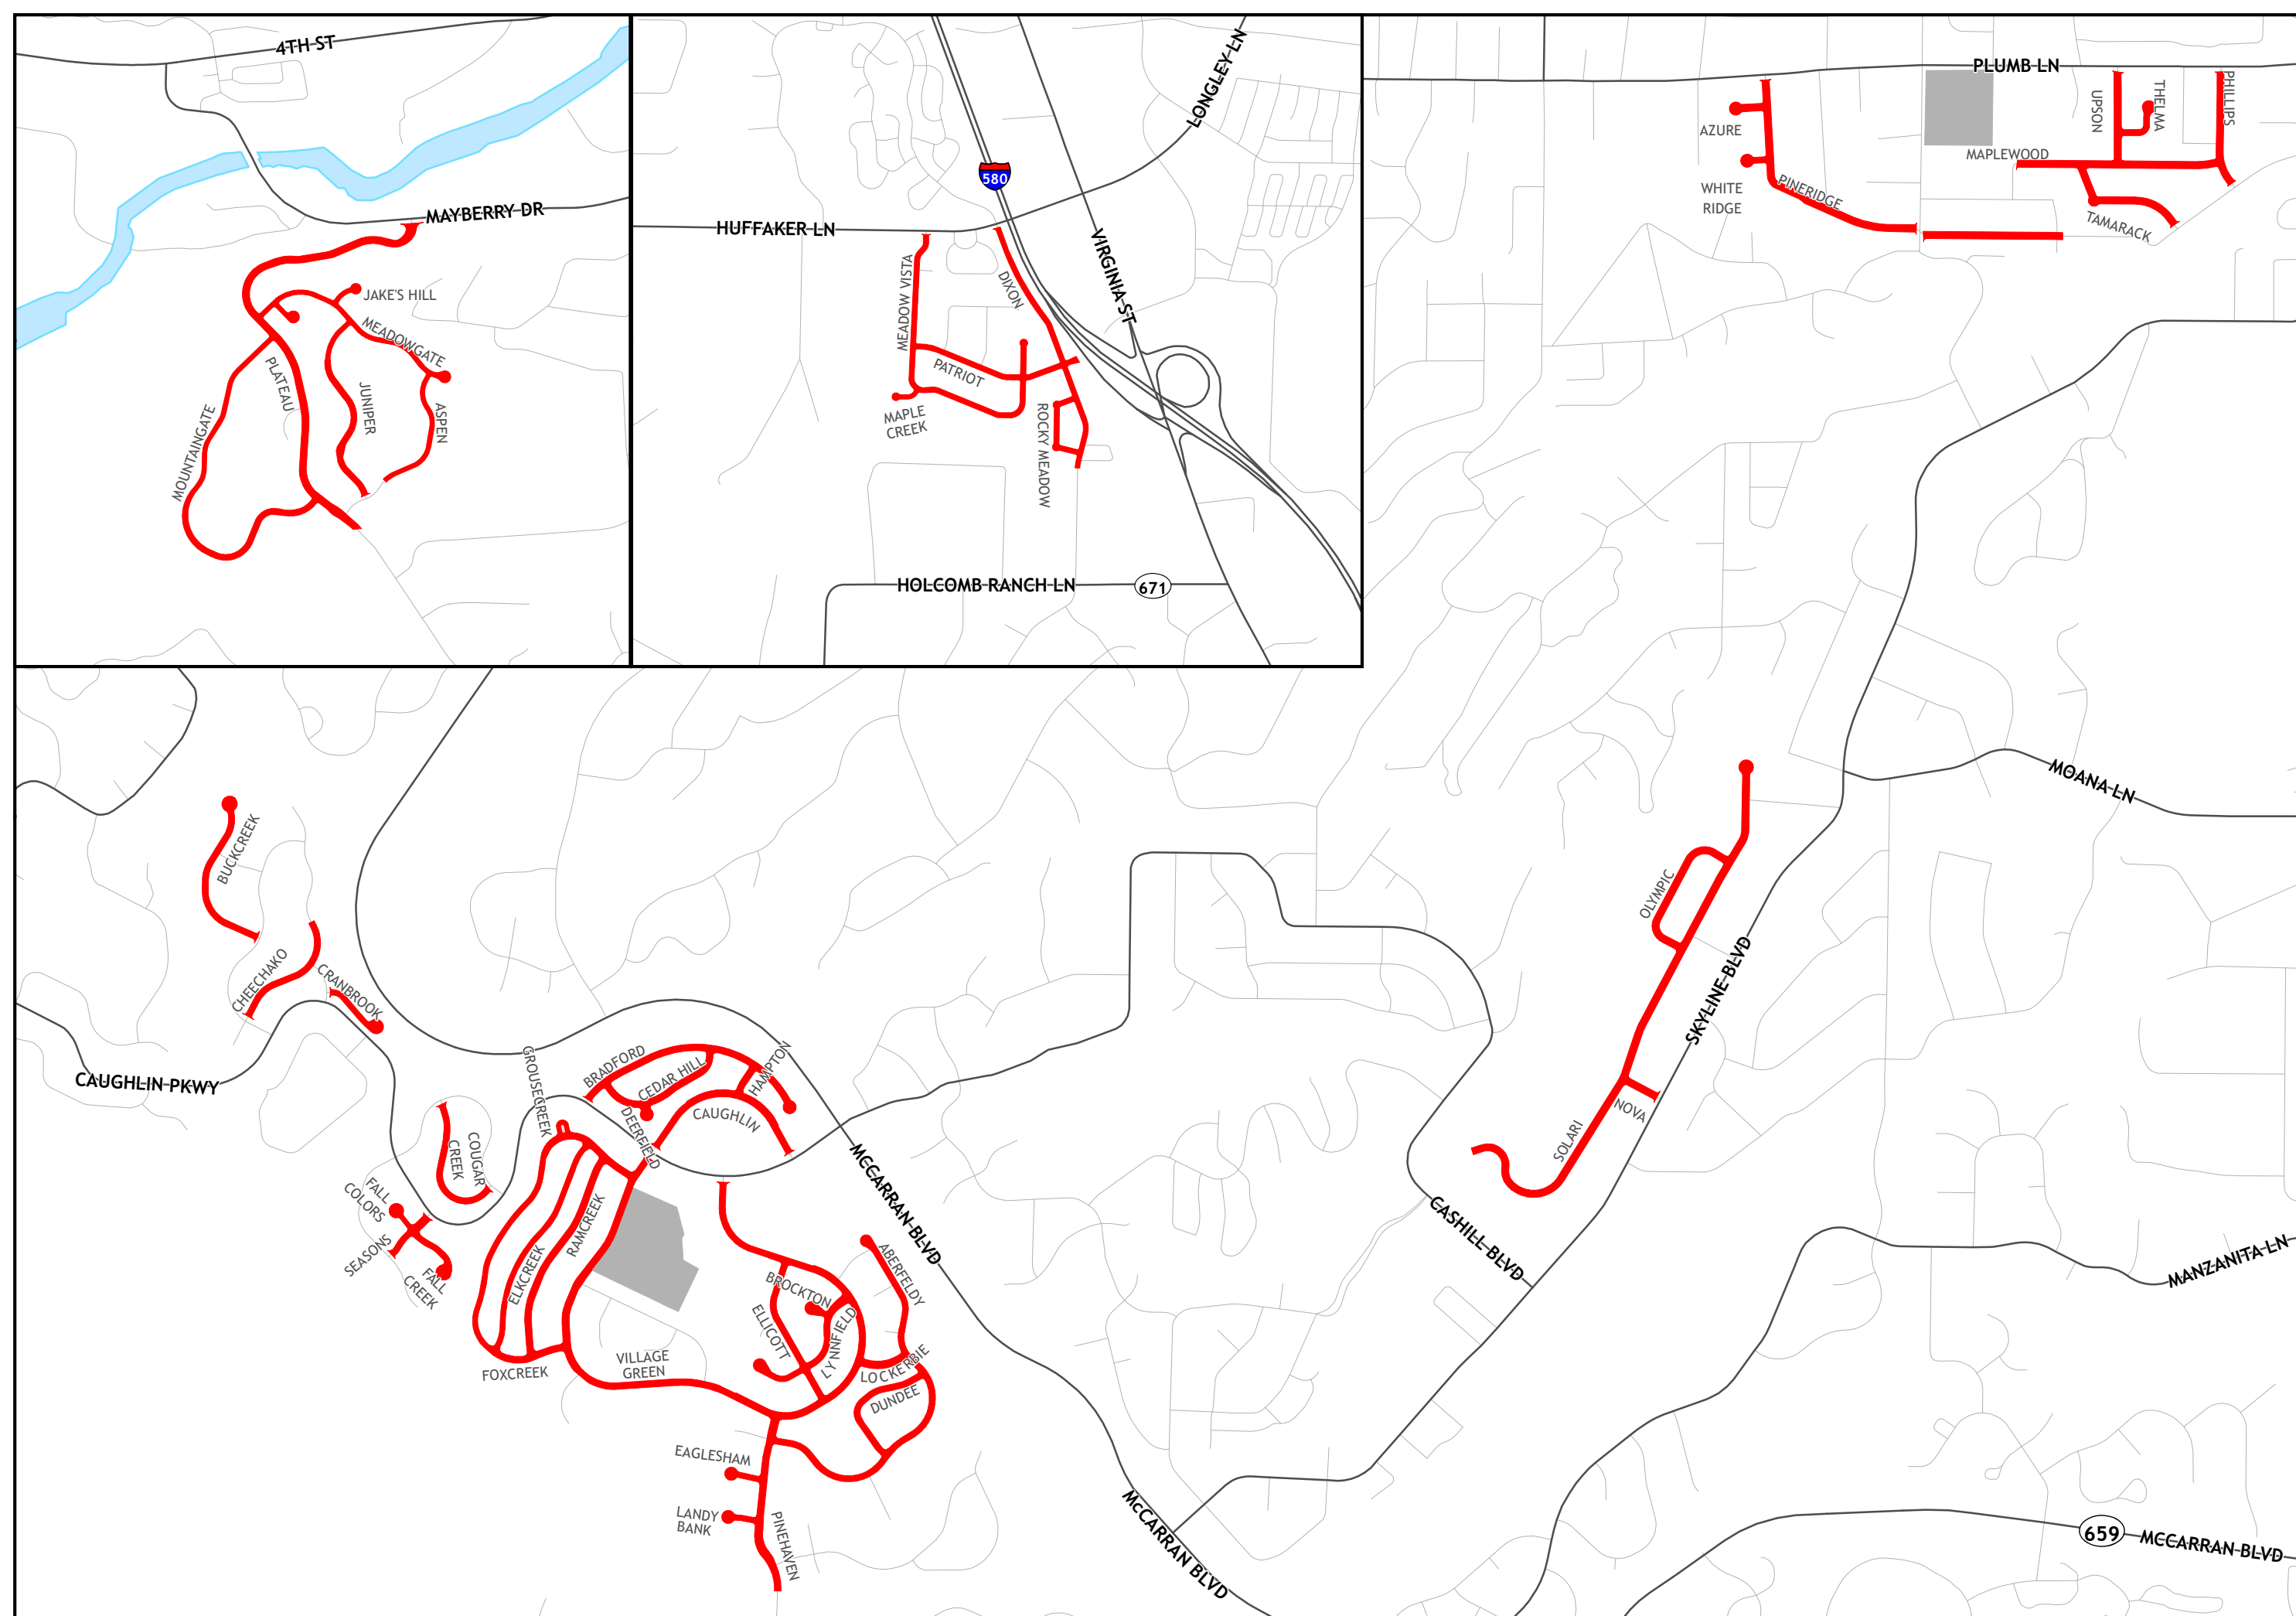 4TH ST
MAYBERRY DR
JAKE'S HILL
MEADOWGATE
PLATEAU
JUNIPER
ASPEN
MOUNTAINGATE
LONGLEY LN
580
HUFFAKER LN
VIRGINIA ST
MEADOW VISTA
DIXON
PATRIOT
MAPLE
CREEK
ROCKY MEADOW
HOLCOMB RANCH LN
671
PLUMB LN
AZURE
WHITE
RIDGE
PINERIDGE
UPSON
THELMA
PHILLIPS
MAPLEWOOD
TAMARACK
MOANA LN
OLYMPIC
SKYLINE BLVD
NOVA
SOLARI
CASHILL BLVD
MANZANITA LN
BUCKCREEK
CHEECHAKO
CRANBROOK
CAUGHLIN PKWY
GROUSECREEK
BRADFORD
CEDAR HILL
HAMPTON
DEERFIELD
CAUGHLIN
COUGAR
CREEK
FALL
COLORS
SEASONS
FALL
CREEK
ELKCREEK
RAMCREEK
FOXCREEK
VILLAGE
GREEN
MCCARRAN BLVD
ABERFELDY
BROCKTON
ELLICOTT
LYNNFIELD
LOCKERBIE
DUNDEE
EAGLESHAM
LANDY
BANK
PINEHAVEN
McCARRAN BLVD
659
MCCARRAN BLVD